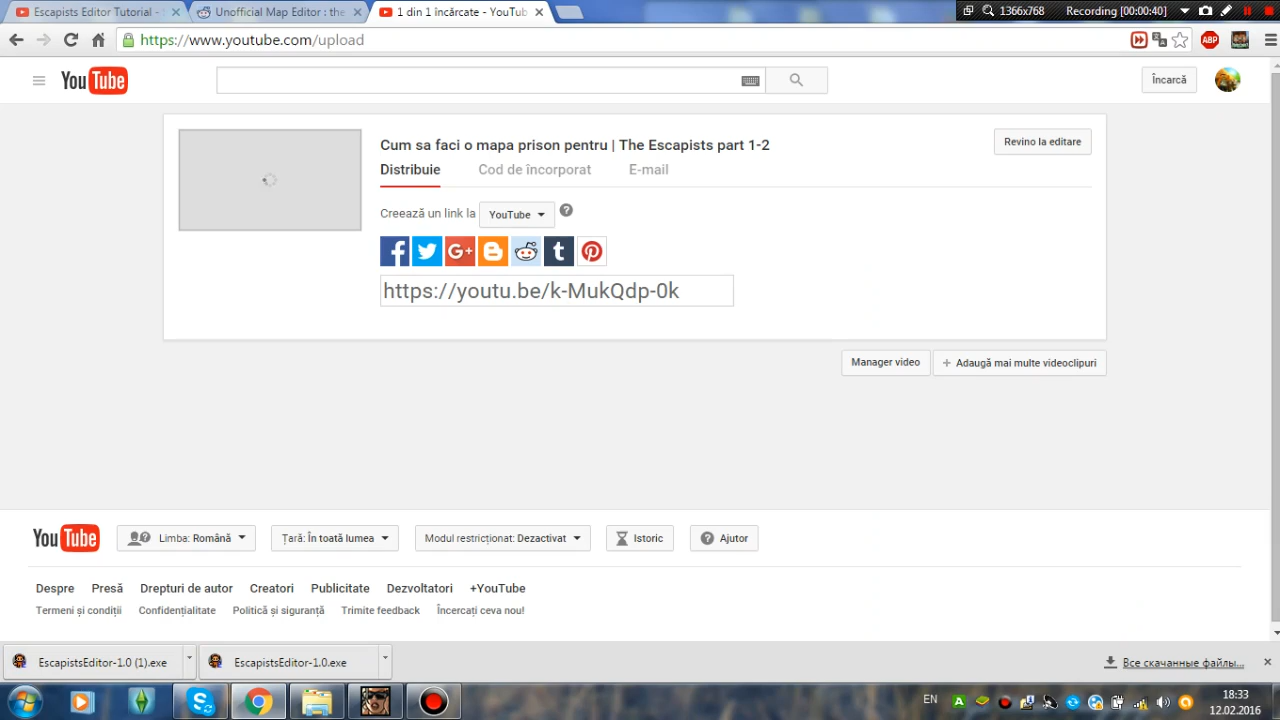 Escapists Editor Tutorial -
Unofficial Map Editor : the
1 din 1 încărcate - YouTub
1366x768
Recording [00:00:40]
https://www.youtube.com/upload
ABP
YouTube
Încarcă
Cum sa faci o mapa prison pentru | The Escapists part 1-2
Revino la editare
Distribuie
Cod de încorporat
E-mail
Creează un link la
YouTube
https://youtu.be/k-MukQdp-0k
Manager video
+ Adaugă mai multe videoclipuri
YouTube
Limba: Română
Țară: În toată lumea
Modul restricționat: Dezactivat
Istoric
Ajutor
Despre
Presă
Drepturi de autor
Creatori
Publicitate
Dezvoltatori
+YouTube
Termeni și condiții
Confidențialitate
Politică și siguranță
Trimite feedback
Încercați ceva nou!
EscapistsEditor-1.0 (1).exe
EscapistsEditor-1.0.exe
Все скачанные файлы...
EN
18:33
12.02.2016